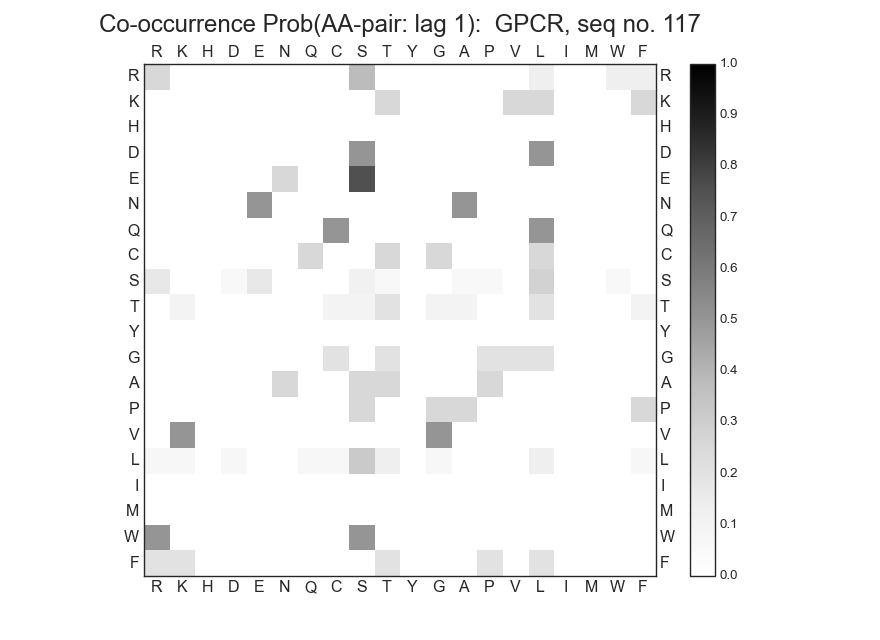 Co-occurrence Prob(AA-pair: lag 1):  GPCR, seq no. 117
R K H D E N Q C S T Y G A P V L I M W F
1.0
R R
K K
0.9
H H
D D
0.8
E E
N N
0.7
Q Q
0.6
C C
S S
0.5
T T
Y Y
G G
0.4
A A
P P
0.3
V V
L L
0.2
I I
M M
0.1
W W
F F
0.0
R K H D E N Q C S T Y G A P V L I M W F